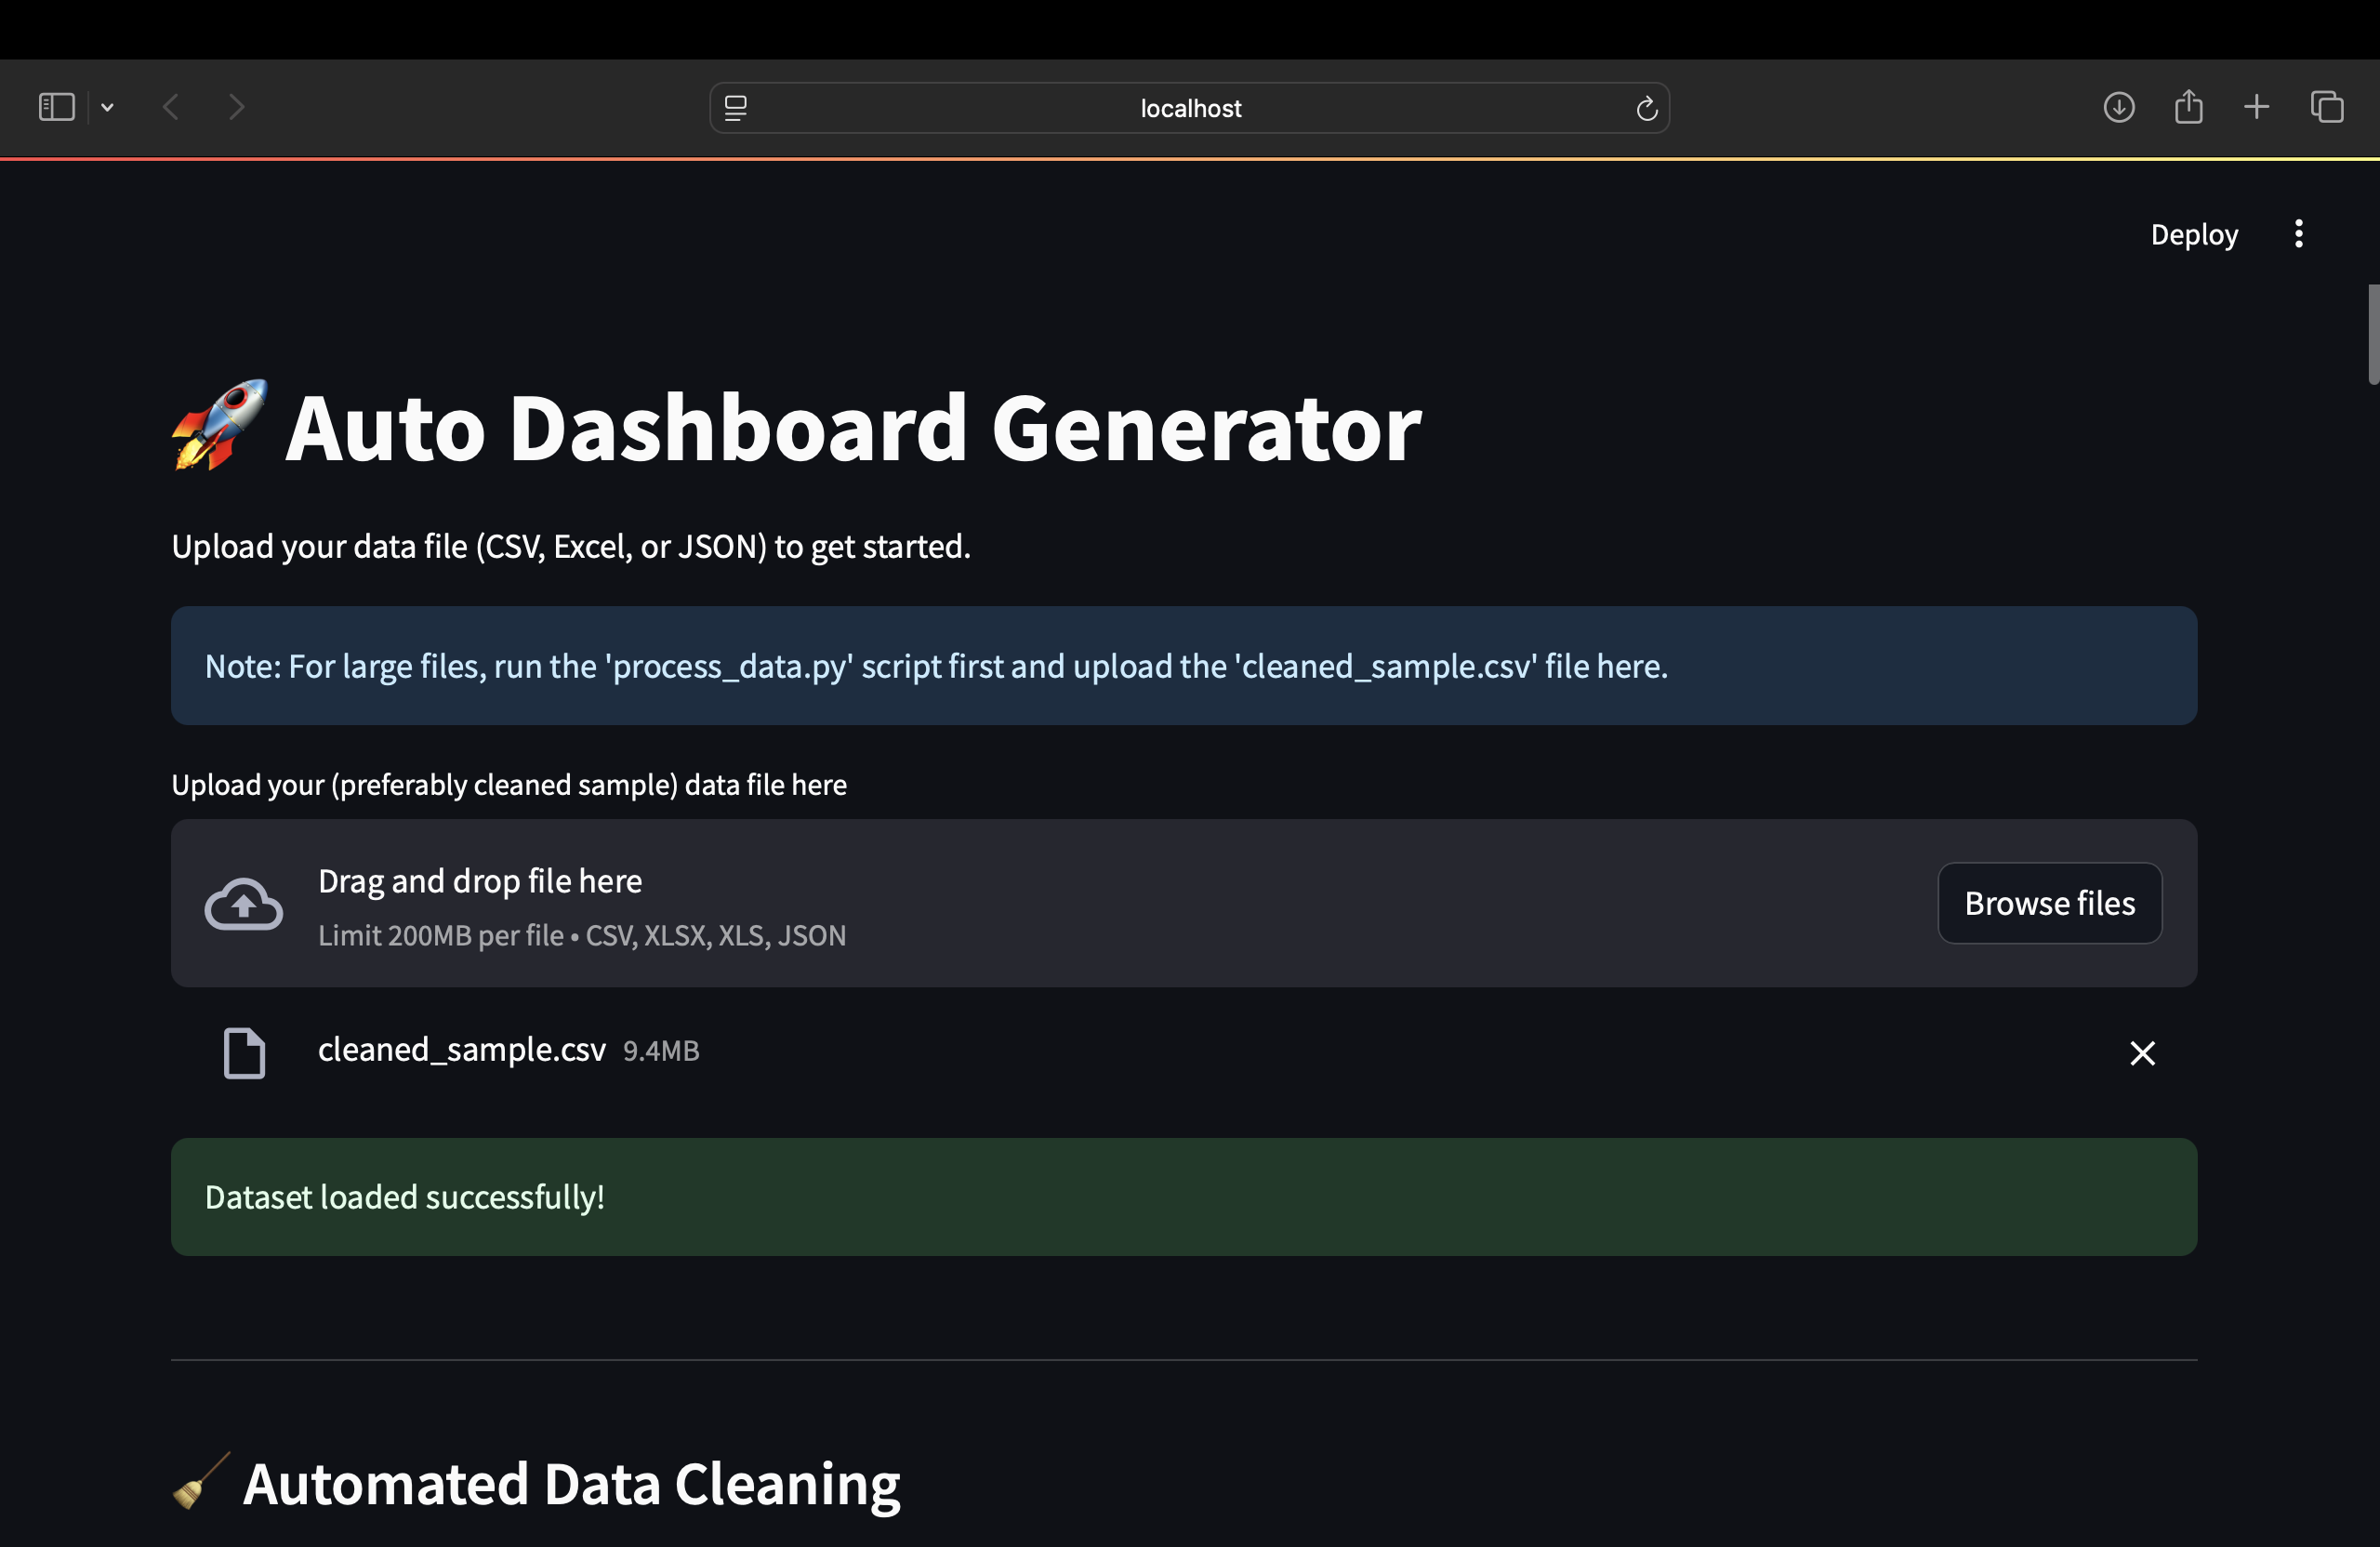 localhost
Deploy
Auto Dashboard Generator
Upload your data file (CSV, Excel, or JSON) to get started.
Note: For large files, run the 'process_data.py' script first and upload the 'cleaned_sample.csv' file here.
Upload your (preferably cleaned sample) data file here
Drag and drop file here
Limit 200MB per file • CSV, XLSX, XLS, JSON
Browse files
cleaned_sample.csv 9.4MB
Dataset loaded successfully!
Automated Data Cleaning